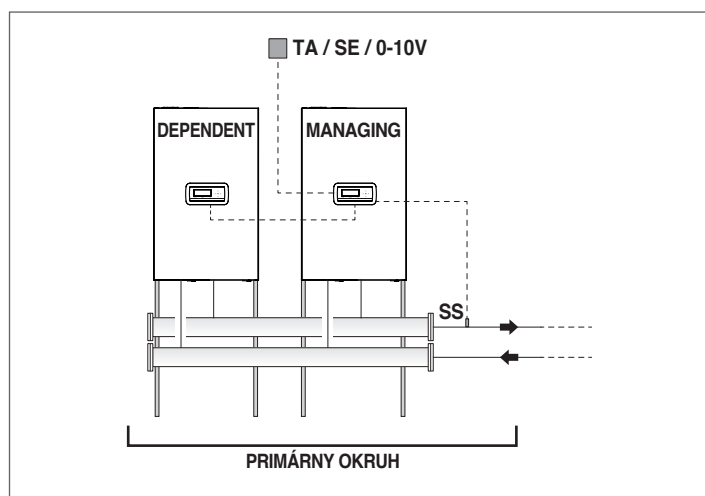 TA / SE / 0-10V
DEPENDENT
MANAGING
SS
PRIMÁRNY OKRUH